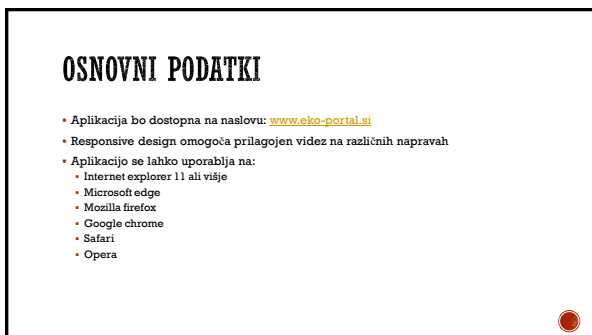 OSNOVNI PODATKI
▪ Aplikacija bo dostopna na naslovu: www.eko-portal.si
▪ Responsive design omogoča prilagojen videz na različnih napravah
▪ Aplikacijo se lahko uporablja na:
▪ Internet explorer 11 ali višje
▪ Microsoft edge
▪ Mozilla firefox
▪ Google chrome
▪ Safari
▪ Opera